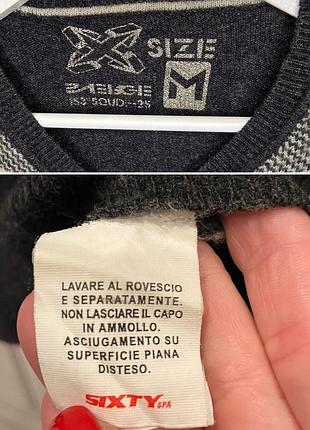 SIZE
M
LAVARE AL ROVESCIO
E SEPARATAMENTE.
NON LASCIARE IL CAPO
IN AMMOLLO.
ASCIUGAMENTO SU
SUPERFICIE PIANA
DISTESO.
SIXTY SPA